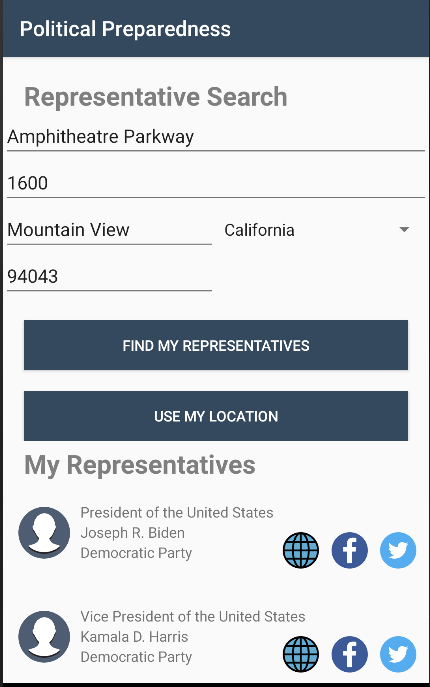 Political Preparedness
Representative Search
Amphitheatre Parkway
1600
Mountain View
California
94043
FIND MY REPRESENTATIVES
USE MY LOCATION
My Representatives
President of the United States
Joseph R. Biden
Democratic Party
Vice President of the United States
Kamala D. Harris
Democratic Party